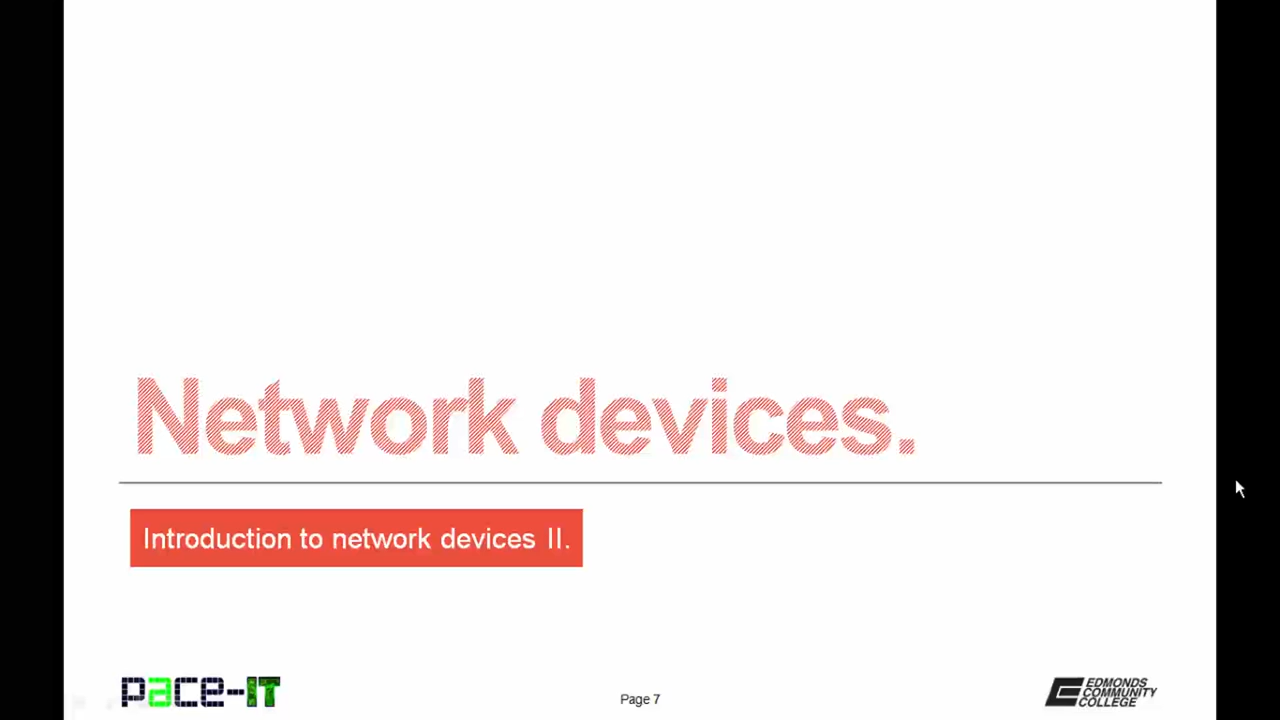 Network devices.
Introduction to network devices II.
pace-IT
Page 7
EDMONDS
COMMUNITY
COLLEGE